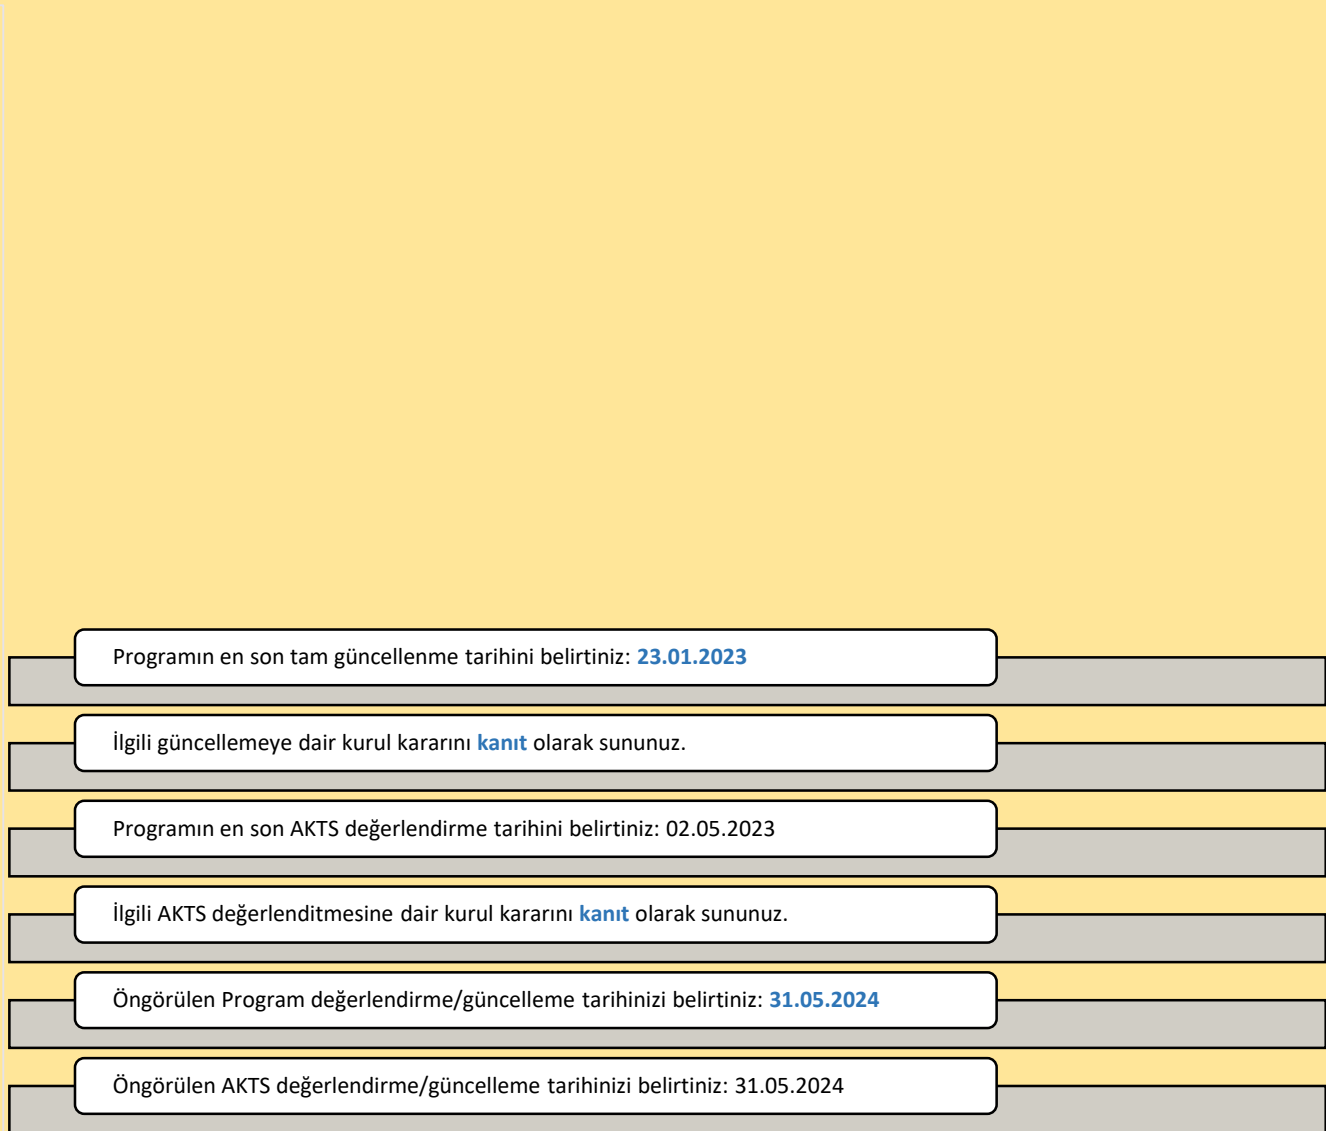 Programın en son tam güncellenme tarihini belirtiniz: 23.01.2023
İlgili güncellemeye dair kurul kararını kanıt olarak sununuz.
Programın en son AKTS değerlendirme tarihini belirtiniz: 02.05.2023
İlgili AKTS değerlenditmesine dair kurul kararını kanıt olarak sununuz.
Öngörülen Program değerlendirme/güncelleme tarihinizi belirtiniz: 31.05.2024
Öngörülen AKTS değerlendirme/güncelleme tarihinizi belirtiniz: 31.05.2024